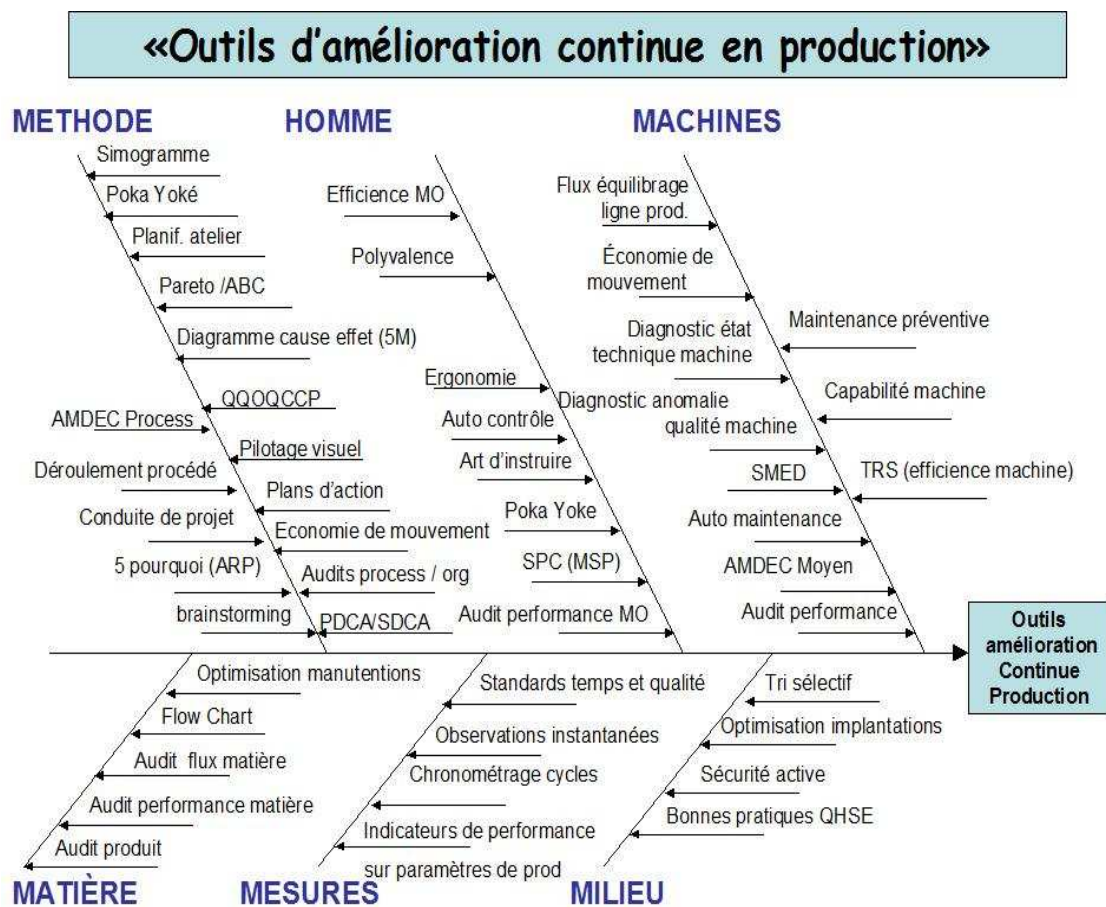 «Outils d'amélioration continue en production»
METHODE
Simogramme
Poka Yoké
Planif. atelier
Pareto /ABC
Diagramme cause effet (5M)
QQOQCCP
AMDEC Process
Pilotage visuel
Déroulement procédé
Plans d'action
Conduite de projet
Economie de mouvement
5 pourquoi (ARP)
Audits process / org
brainstorming
PDCA/SDCA
HOMME
Efficience MO
Polyvalence
Ergonomie
Auto contrôle
Art d'instruire
Poka Yoke
SPC (MSP)
Audit performance MO
MACHINES
Flux équilibrage
ligne prod.
Économie de
mouvement
Maintenance préventive
Diagnostic état
technique machine
Capabilité machine
Diagnostic anomalie
qualité machine
SMED
TRS (efficience machine)
Auto maintenance
AMDEC Moyen
Audit performance
Outils
amélioration
Continue
Production
Optimisation manutentions
Flow Chart
Audit flux matière
Audit performance matière
Audit produit
MATIÈRE
Standards temps et qualité
Observations instantanées
Chronométrage cycles
Indicateurs de performance
sur paramètres de prod
MESURES
Tri sélectif
Optimisation implantations
Sécurité active
Bonnes pratiques QHSE
MILIEU